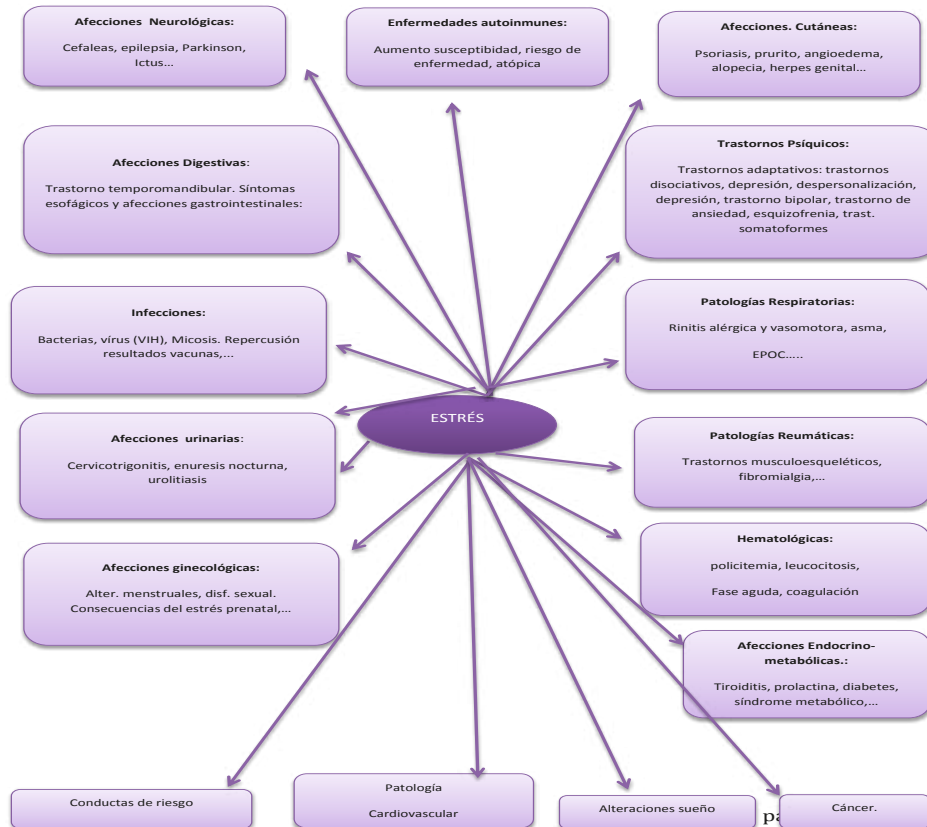 Afecciones Neurológicas:
Cefaleas, epilepsia, Parkinson,
Ictus...
Enfermedades autoinmunes:
Aumento susceptibidad, riesgo de
enfermedad, atópica
Afecciones. Cutáneas:
Psoriasis, prurito, angioedema,
alopecia, herpes genital...
Afecciones Digestivas:
Trastorno temporomandibular. Síntomas
esofágicos y afecciones gastrointestinales:
Trastornos Psíquicos:
Trastornos adaptativos: trastornos
disociativos, depresión, despersonalización,
depresión, trastorno bipolar, trastorno de
ansiedad, esquizofrenia, trast.
somatoformes
Infecciones:
Bacterias, vírus (VIH), Micosis. Repercusión
resultados vacunas,...
Patologías Respiratorias:
Rinitis alérgica y vasomotora, asma,
EPOC.....
ESTRÉS
Afecciones urinarias:
Cervicotrigonitis, enuresis nocturna,
urolitiasis
Patologías Reumáticas:
Trastornos musculoesqueléticos,
fibromialgia,...
Afecciones ginecológicas:
Alter. menstruales, disf. sexual.
Consecuencias del estrés prenatal,...
Hematológicas:
policitemia, leucocitosis,
Fase aguda, coagulación
Afecciones Endocrino-
metabólicas.:
Tiroiditis, prolactina, diabetes,
síndrome metabólico,...
Conductas de riesgo
Patología
Cardiovascular
Alteraciones sueño
Cáncer.